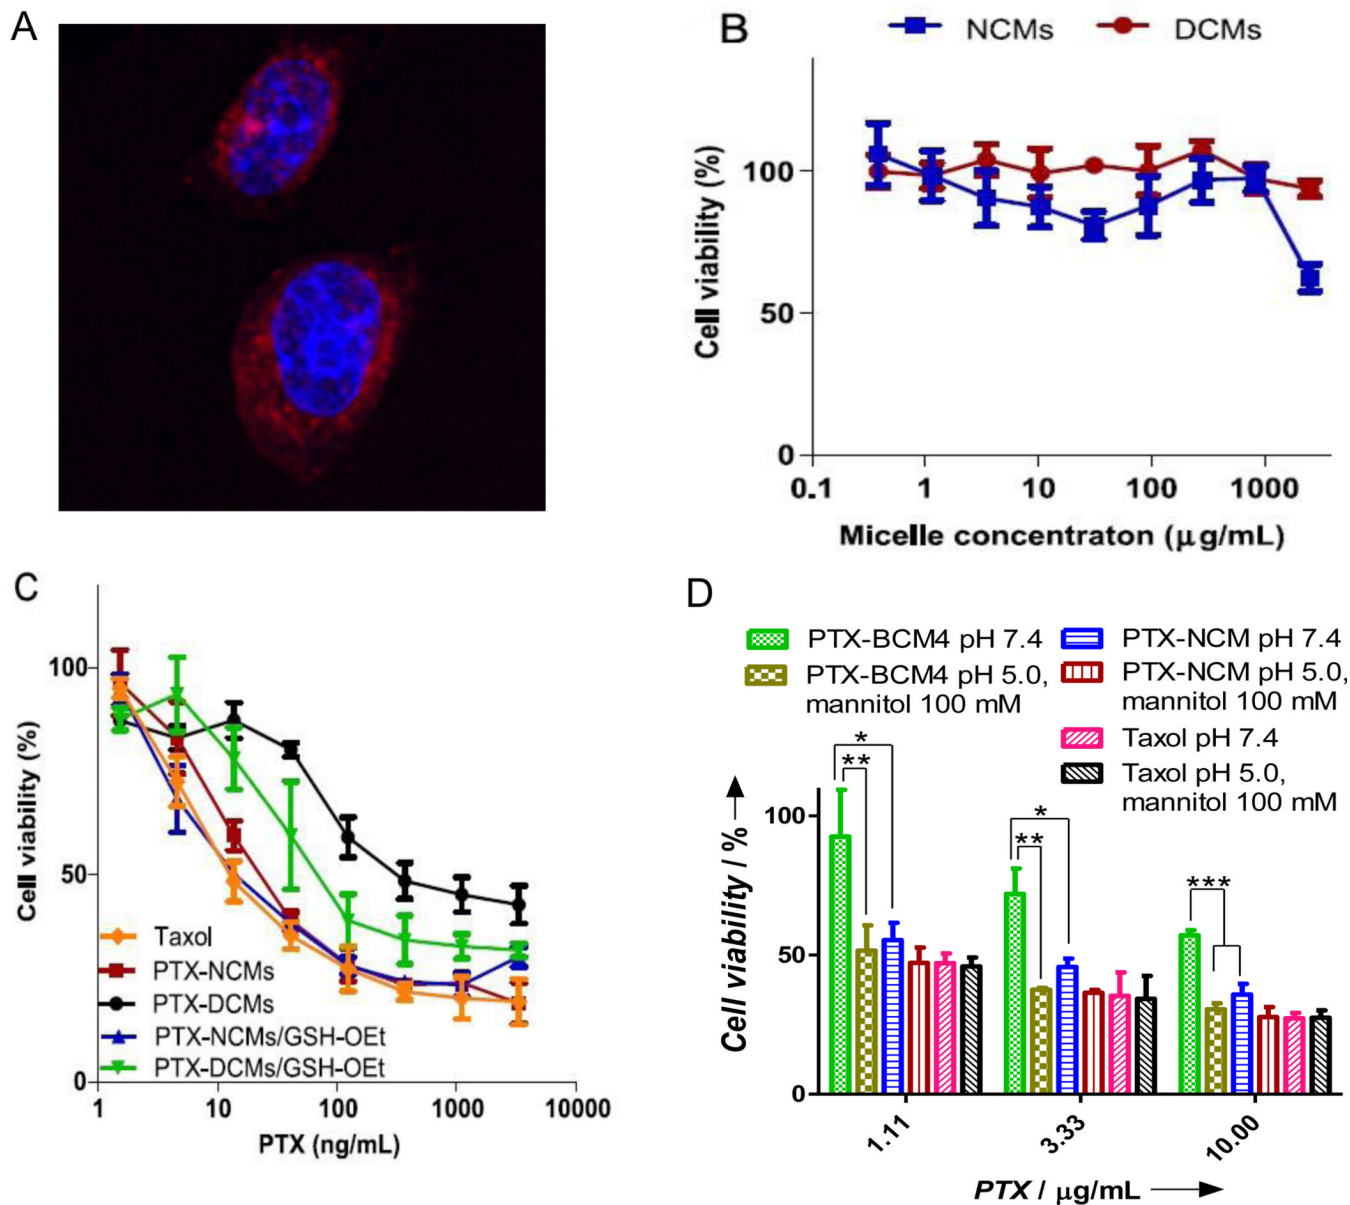 A
B
NCMs
DCMs
Cell viability (%)
100
50
0
0.1
1
10
100
1000
Micelle concentraton (μg/mL)
C
Cell viability (%)
100
50
0
Taxol
PTX-NCMs
PTX-DCMs
PTX-NCMs/GSH-OEt
PTX-DCMs/GSH-OEt
1
10
100
1000
10000
PTX (ng/mL)
D
PTX-BCM4 pH 7.4
PTX-BCM4 pH 5.0,
mannitol 100 mM
PTX-NCM pH 7.4
PTX-NCM pH 5.0,
mannitol 100 mM
Taxol pH 7.4
Taxol pH 5.0,
mannitol 100 mM
Cell viability / %
100
50
0
*
**
*
**
***
1.11
3.33
10.00
PTX / μg/mL